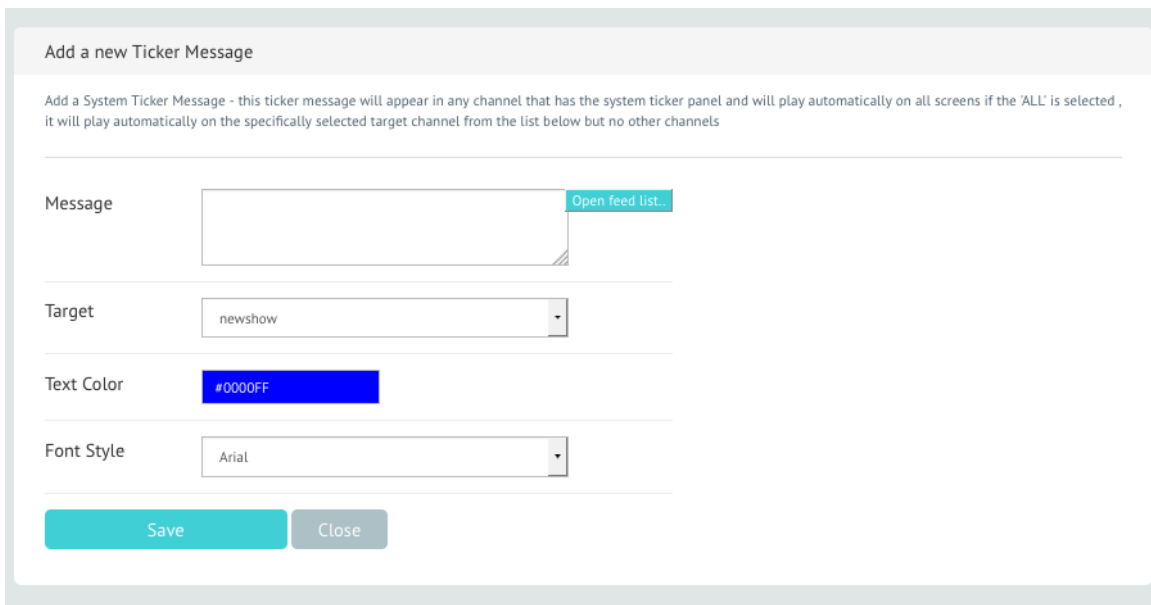 Add a new Ticker Message
Add a System Ticker Message - this ticker message will appear in any channel that has the system ticker panel and will play automatically on all screens if the 'ALL' is selected ,
it will play automatically on the specifically selected target channel from the list below but no other channels
Message
Open feed list..
Target
newshow
Text Color
#0000FF
Font Style
Arial
Save
Close